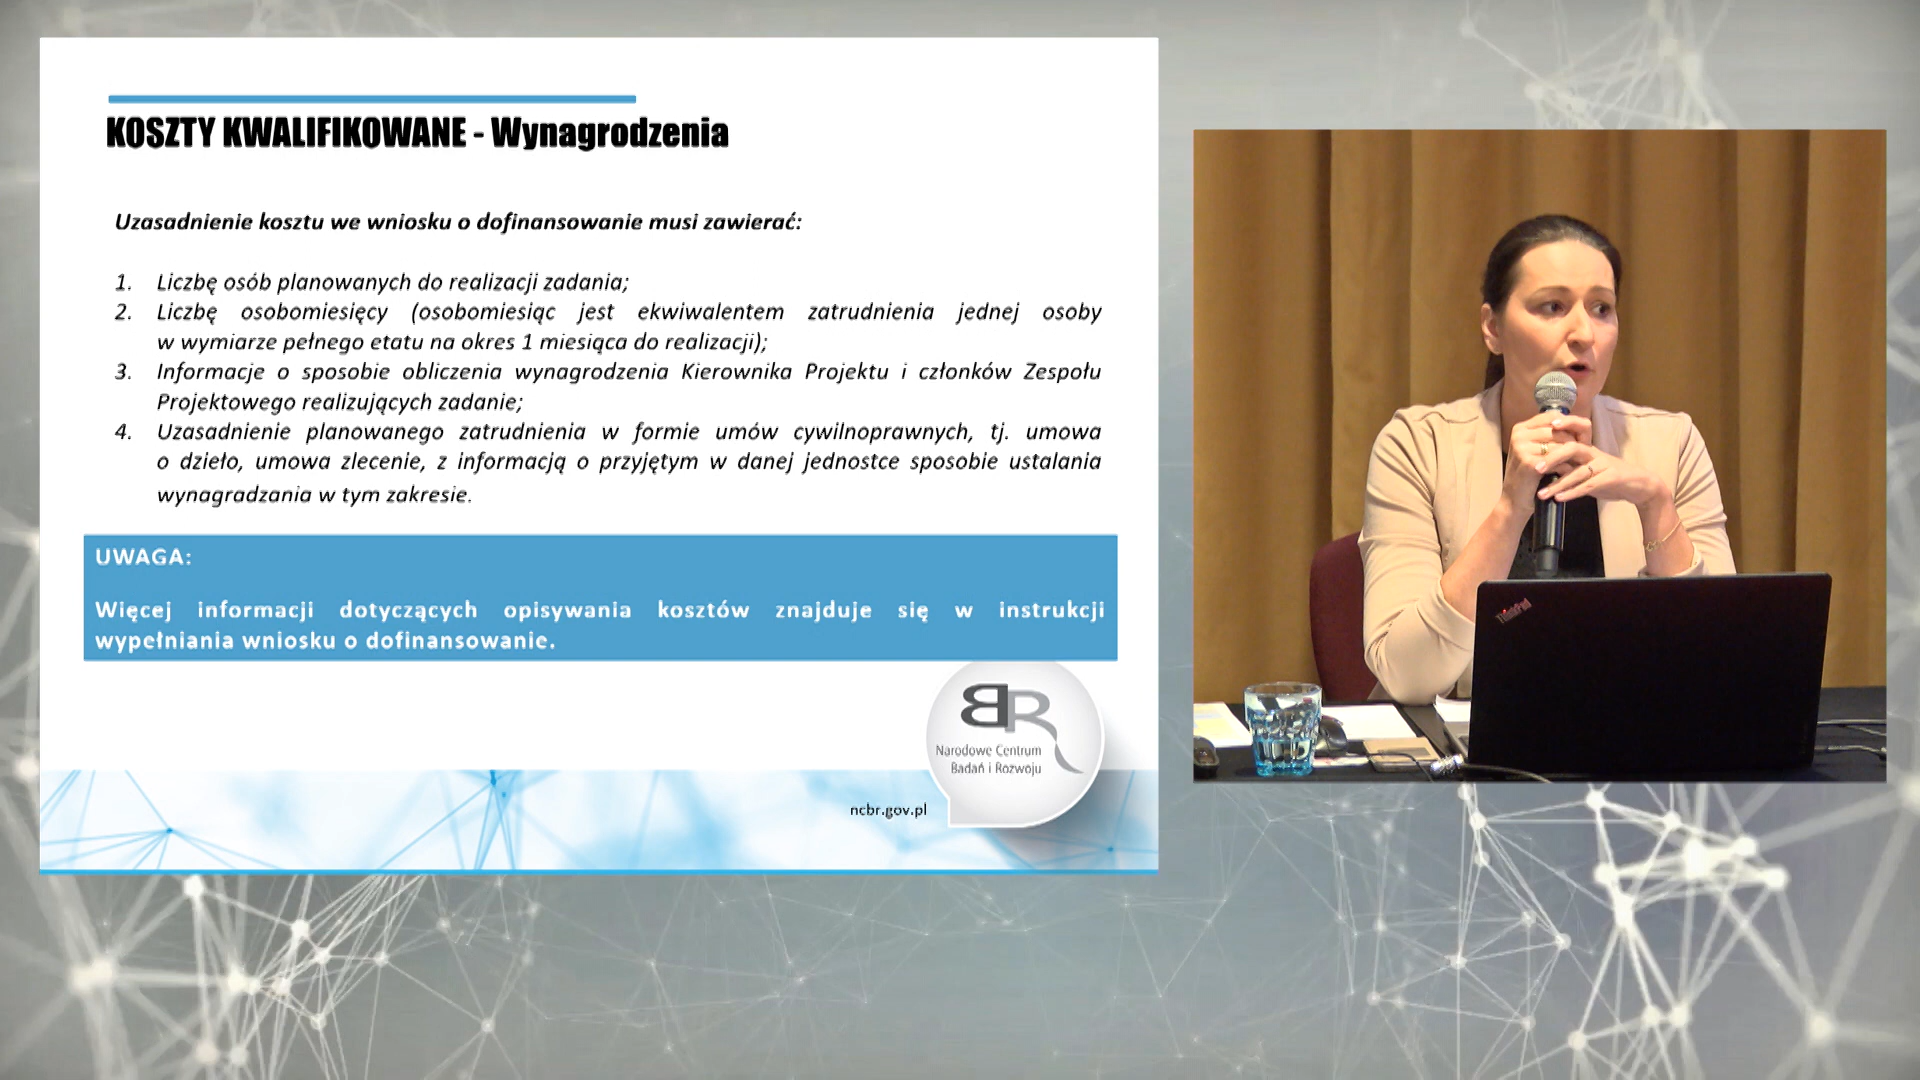 KOSZTY KWALIFIKOWANE - Wynagrodzenia
Uzasadnienie kosztu we wniosku o dofinansowanie musi zawierać:
1. Liczbę osób planowanych do realizacji zadania;
2. Liczbę osobomiesięcy (osobomiesiąc jest ekwiwalentem zatrudnienia jednej osoby
w wymiarze pełnego etatu na okres 1 miesiąca do realizacji);
3. Informacje o sposobie obliczenia wynagrodzenia Kierownika Projektu i członków Zespołu
Projektowego realizujących zadanie;
4. Uzasadnienie planowanego zatrudnienia w formie umów cywilnoprawnych, tj. umowa
o dzieło, umowa zlecenie, z informacją o przyjętym w danej jednostce sposobie ustalania
wynagradzania w tym zakresie.
UWAGA:
Więcej informacji dotyczących opisywania kosztów znajduje się w instrukcji
wypełniania wniosku o dofinansowanie.
BR
Narodowe Centrum
Badań i Rozwoju
ncbr.gov.pl
ThinkPad